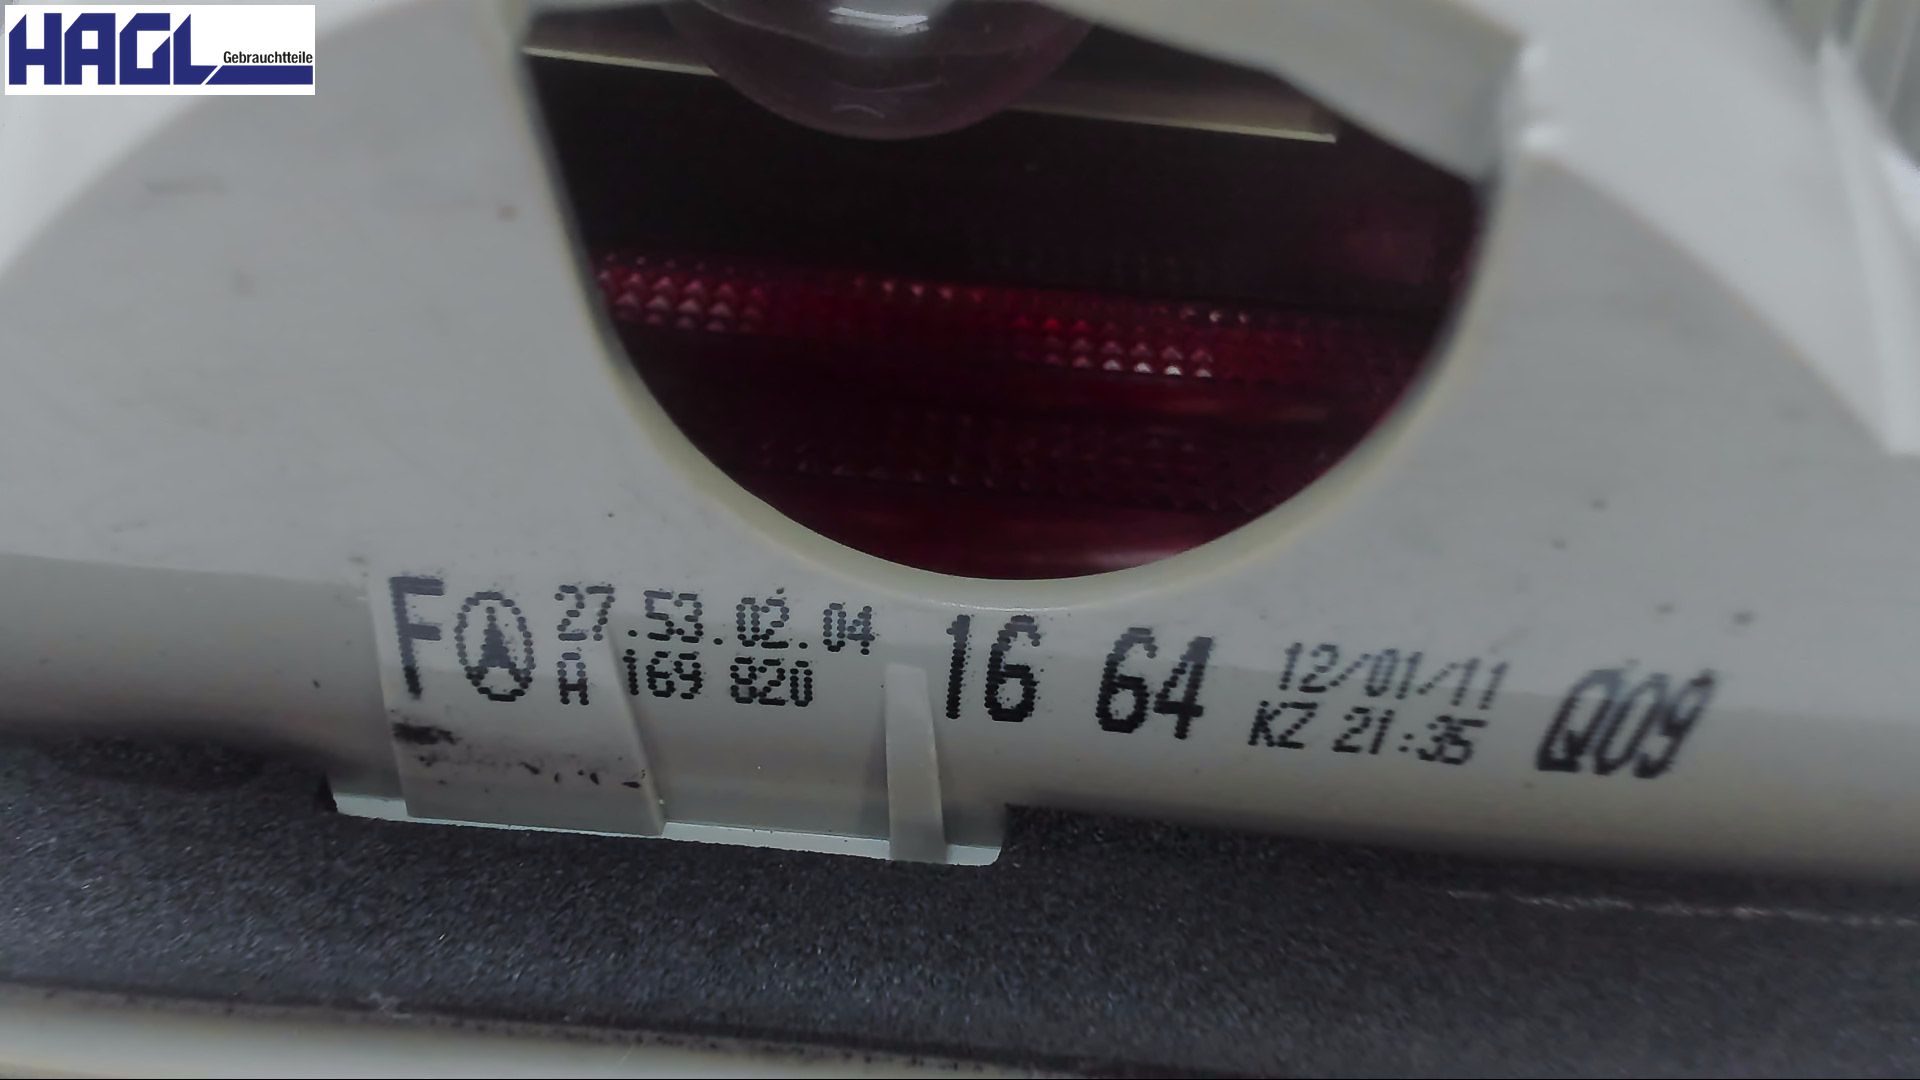 HAGL
Gebrauchtteile
F A 27.53.02.04
A 169 820 16 64
12/01/11
KZ 21:35
Q09